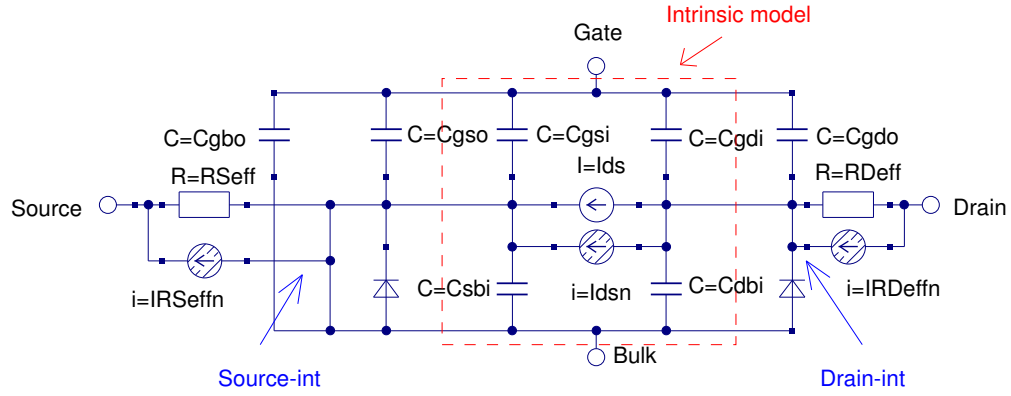 Intrinsic model
Gate
C=Cgbo
C=Cgso
C=Cgsi
C=Cgdi
C=Cgdo
R=RSeff
I=Ids
R=RDeff
Source
Drain
i=IRSeffn
C=Csbi
i=Idsn
C=Cdbi
i=IRDeffn
Bulk
Source-int
Drain-int